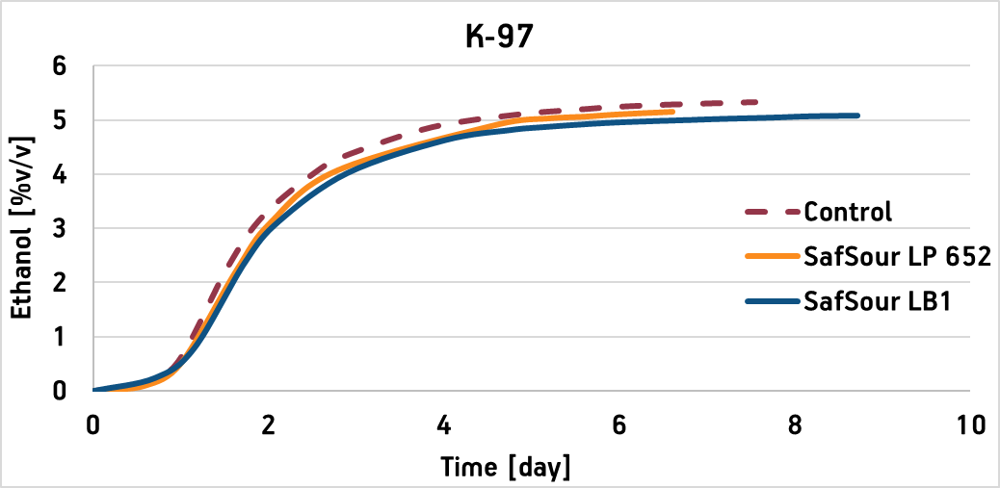 K-97
Ethanol [%v/v]
6
5
4
3
2
1
0
0 2 4 6 8 10
Time [day]
Control
SafSour LP 652
SafSour LB1